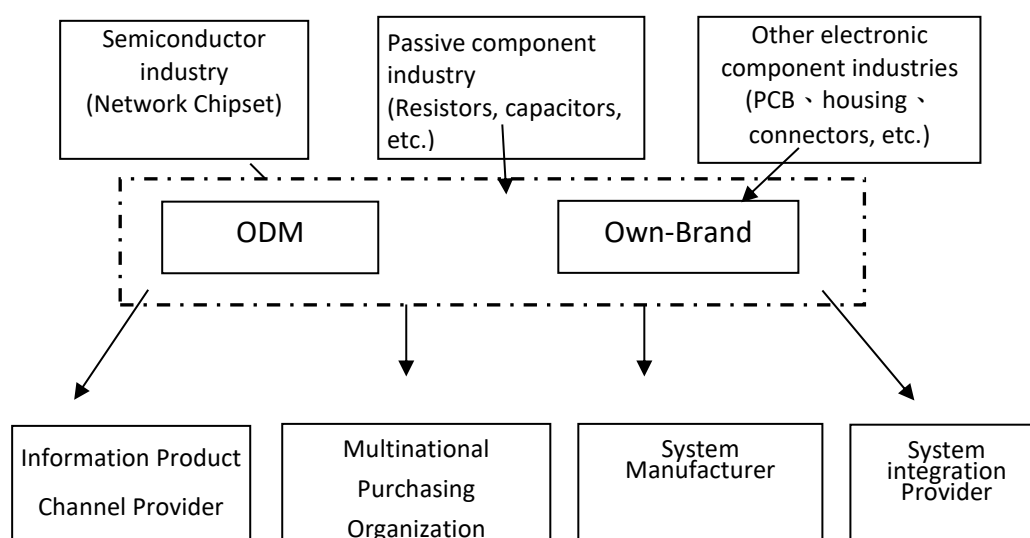 Semiconductor
industry
(Network Chipset)
Passive component
industry
(Resistors, capacitors,
etc.)
Other electronic
component industries
(PCB、housing、
connectors, etc.)
ODM
Own-Brand
Information Product
Channel Provider
Multinational
Purchasing
Organization
System
Manufacturer
System
integration
Provider